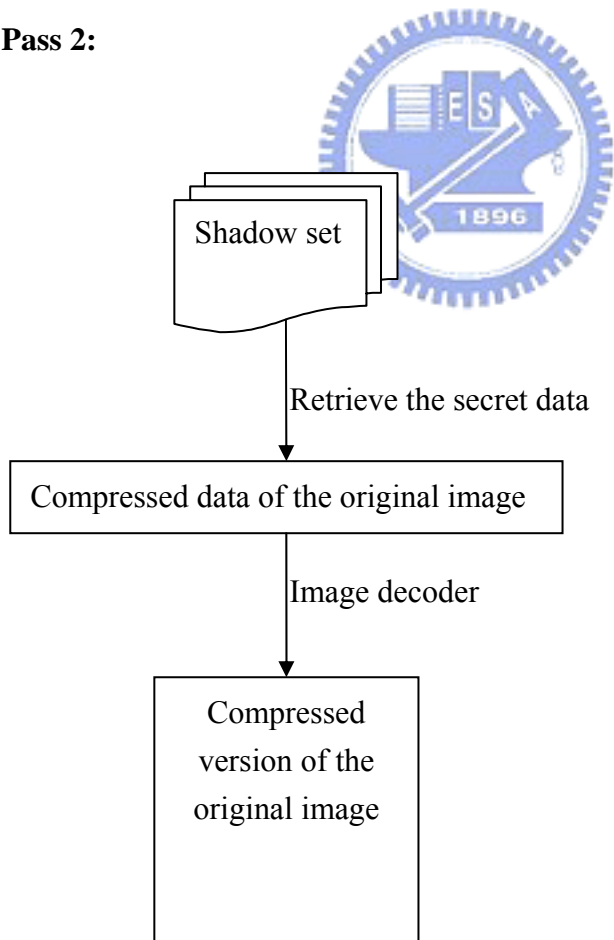 Pass 2:
E S A
1896
Shadow set
Retrieve the secret data
Compressed data of the original image
Image decoder
Compressed
version of the
original image